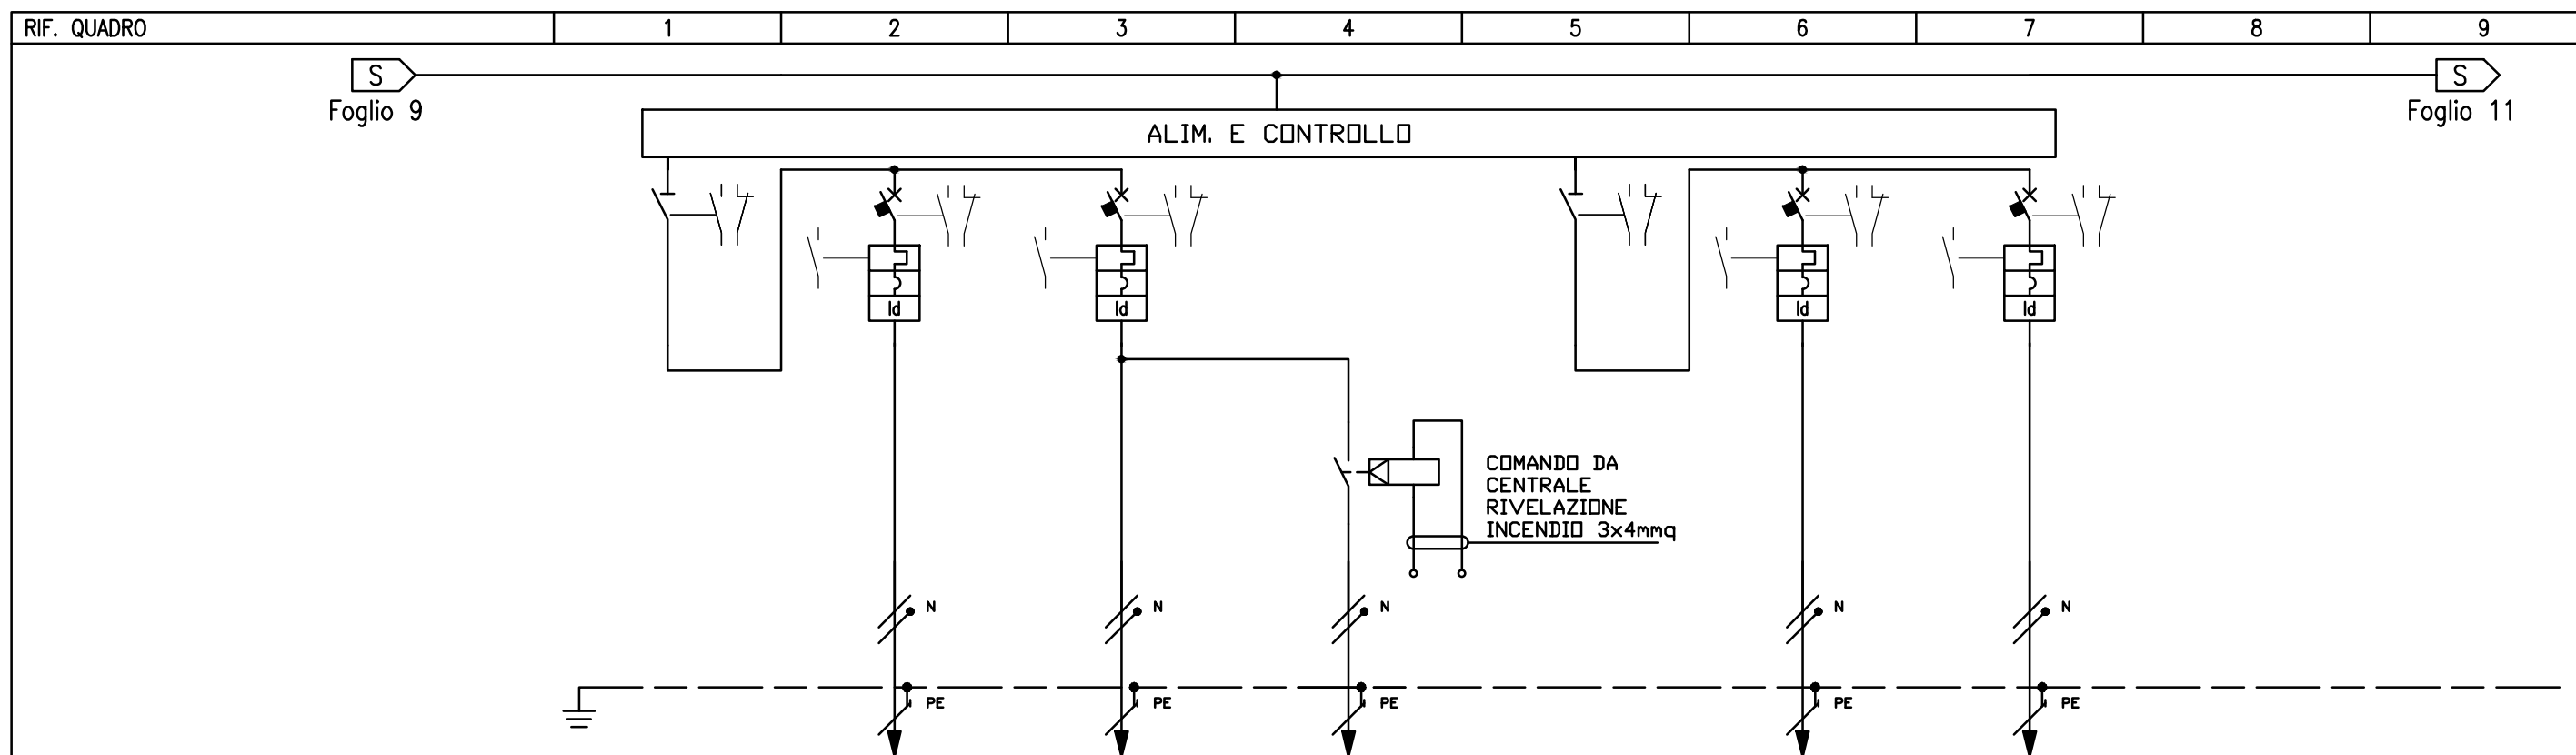 RIF. QUADRO 1 2 3 4 5 6 7 8 9
S S
Foglio 9 Foglio 11
ALIM. E CONTROLLO
Id Id Id Id
COMANDO DA
CENTRALE
RIVELAZIONE
INCENDIO 3x4mmq
N N N N N
PE PE PE PE PE